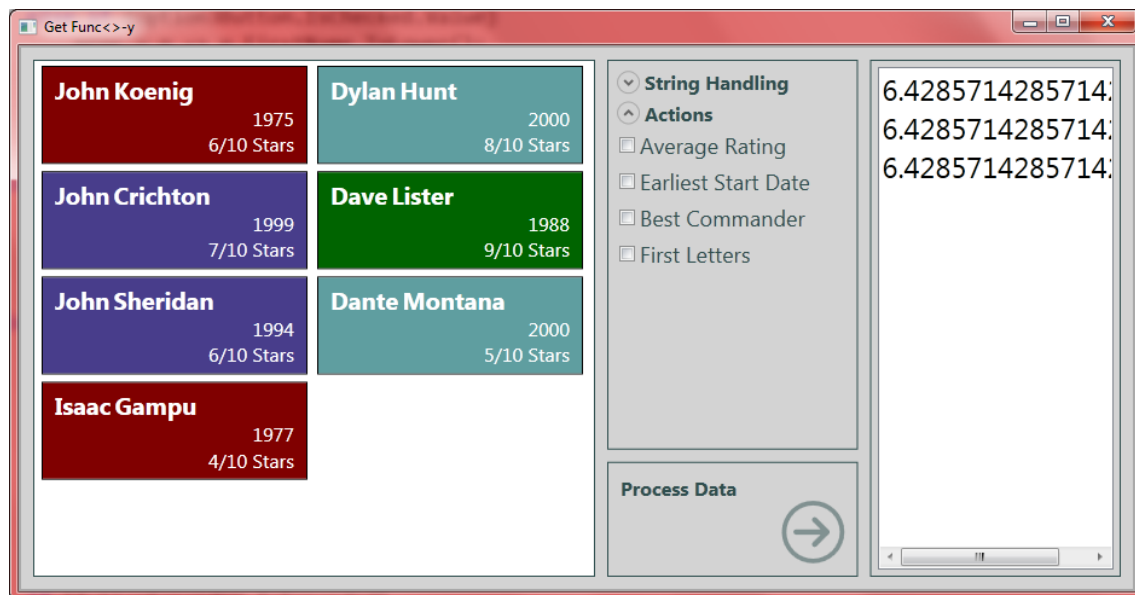 Get Func<>-y
John Koenig
1975
6/10 Stars
Dylan Hunt
2000
8/10 Stars
John Crichton
1999
7/10 Stars
Dave Lister
1988
9/10 Stars
John Sheridan
1994
6/10 Stars
Dante Montana
2000
5/10 Stars
Isaac Gampu
1977
4/10 Stars
String Handling
Actions
Average Rating
Earliest Start Date
Best Commander
First Letters
Process Data
6.4285714285714
6.4285714285714
6.4285714285714